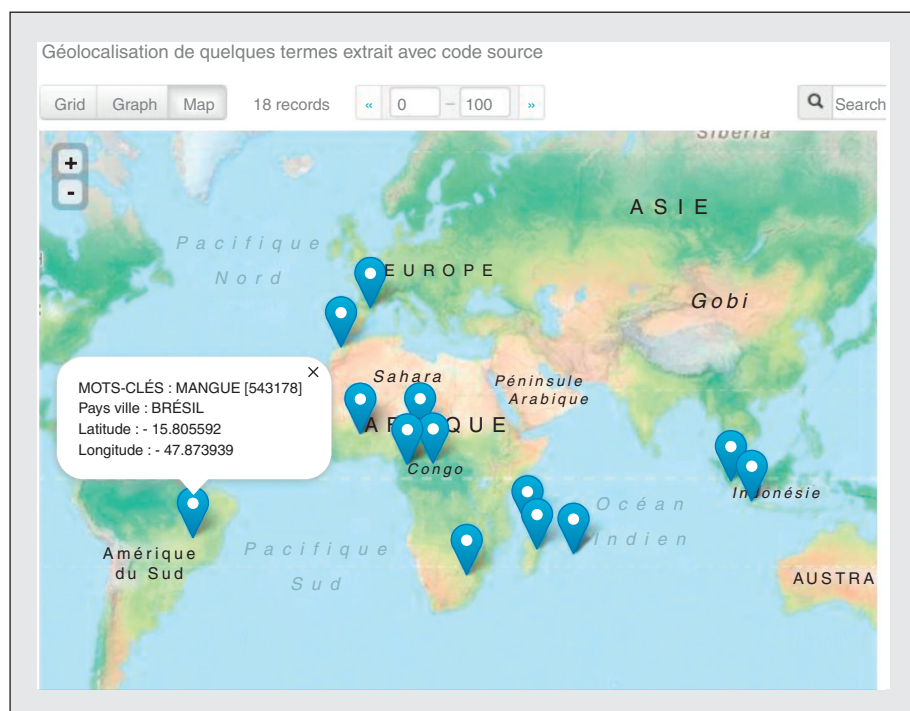 Géolocalisation de quelques termes extrait avec code source
Grid Graph Map 18 records « 0 – 100 » Search
Siberia
+
-
ASIE
Pacifique
Nord
EUROPE
Gobi
×
MOTS-CLÉS : MANGUE [543178]
Pays ville : BRÉSIL
Latitude : - 15.805592
Longitude : - 47.873939
Sahara
Péninsule
Arabique
AFRIQUE
Congo
Indonésie
Océan
Indien
Amérique
du Sud
Pacifique
Sud
AUSTRA